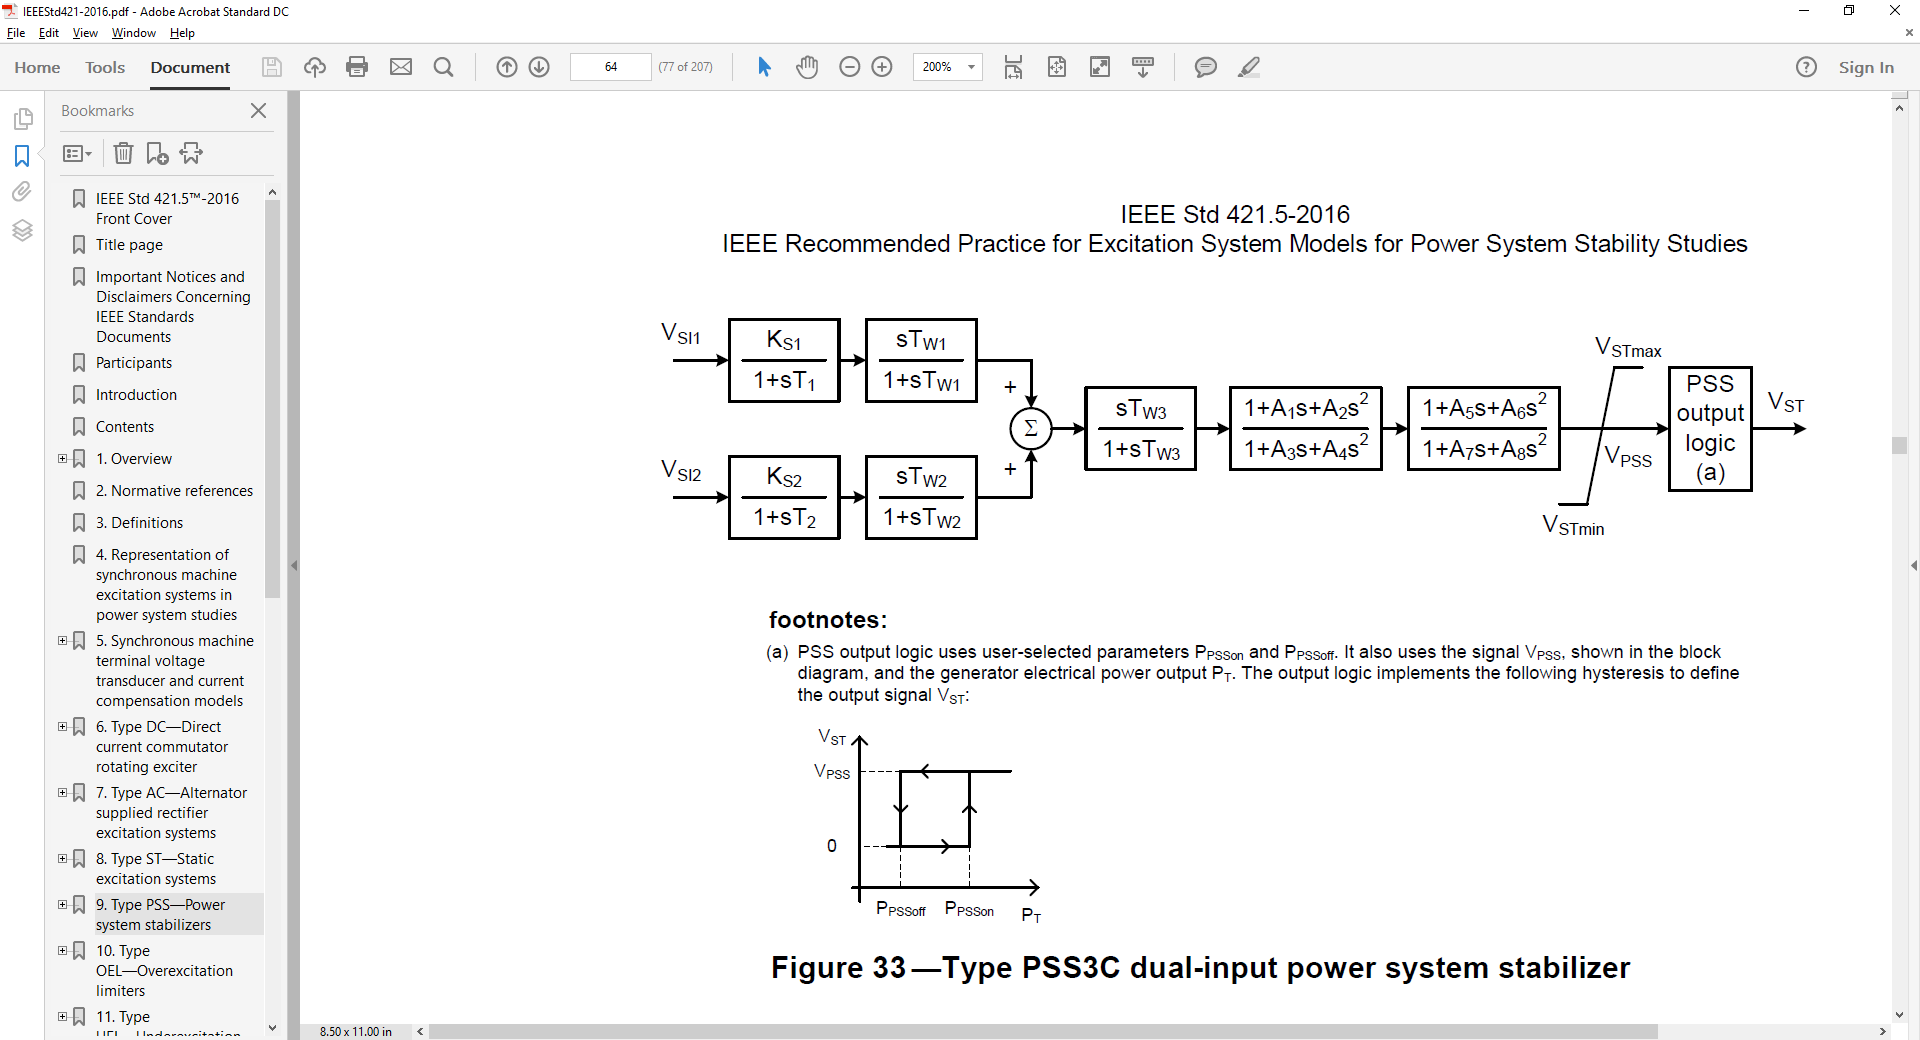 IEEEStd421-2016.pdf - Adobe Acrobat Standard DC
File Edit View Window Help
Home Tools Document 64 (77 of 207) 200% Sign In
Bookmarks
IEEE Std 421.5™-2016
Front Cover
Title page
Important Notices and
Disclaimers Concerning
IEEE Standards
Documents
Participants
Introduction
Contents
1. Overview
2. Normative references
3. Definitions
4. Representation of
synchronous machine
excitation systems in
power system studies
5. Synchronous machine
terminal voltage
transducer and current
compensation models
6. Type DC—Direct
current commutator
rotating exciter
7. Type AC—Alternator
supplied rectifier
excitation systems
8. Type ST—Static
excitation systems
9. Type PSS—Power
system stabilizers
10. Type
OEL—Overexcitation
limiters
11. Type
UEL—Underexcitation
IEEE Std 421.5-2016
IEEE Recommended Practice for Excitation System Models for Power System Stability Studies
VSI1
KS1
1+sT1
sTW1
1+sTW1
+
VSI2
KS2
1+sT2
sTW2
1+sTW2
+
Σ
sTW3
1+sTW3
1+A1s+A2s2
1+A3s+A4s2
1+A5s+A6s2
1+A7s+A8s2
VSTmax
VPSS
VSTmin
PSS
output
logic
(a)
VST
footnotes:
(a) PSS output logic uses user-selected parameters PPSSon and PPSSoff. It also uses the signal VPSS, shown in the block
diagram, and the generator electrical power output PT. The output logic implements the following hysteresis to define
the output signal VST:
VST
VPSS
0
PPSSoff PPSSon PT
Figure 33—Type PSS3C dual-input power system stabilizer
8.50 x 11.00 in